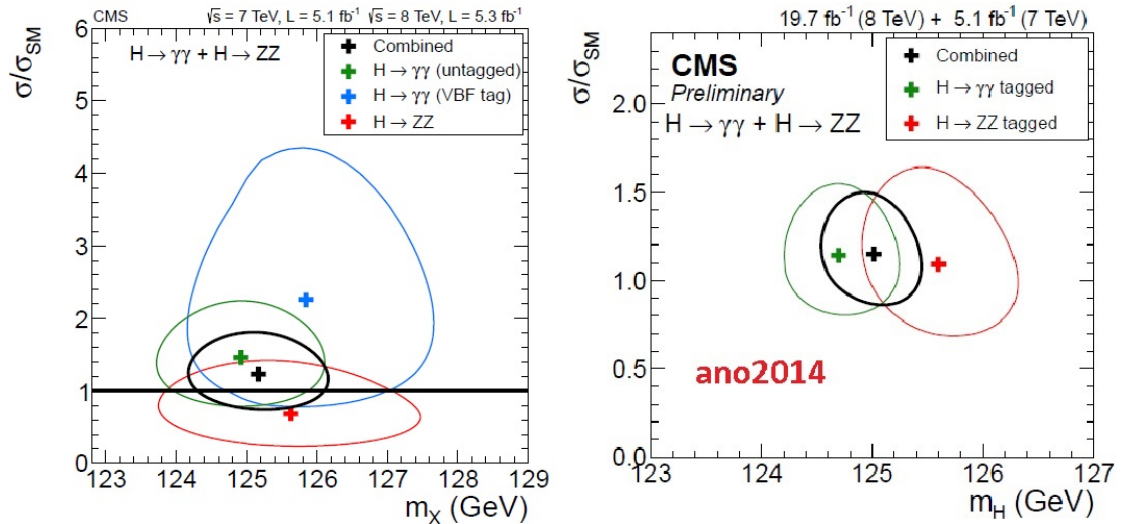 CMS √s = 7 TeV, L = 5.1 fb⁻¹ √s = 8 TeV, L = 5.3 fb⁻¹
σ/σSM
6
5
4
3
2
1
0
H → γγ + H → ZZ
Combined
H → γγ (untagged)
H → γγ (VBF tag)
H → ZZ
123 124 125 126 127 128 129
mX (GeV)
19.7 fb⁻¹ (8 TeV) + 5.1 fb⁻¹ (7 TeV)
σ/σSM
2.0
1.5
1.0
0.5
0.0
CMS
Preliminary
H → γγ + H → ZZ
Combined
H → γγ tagged
H → ZZ tagged
ano2014
123 124 125 126 127
mH (GeV)